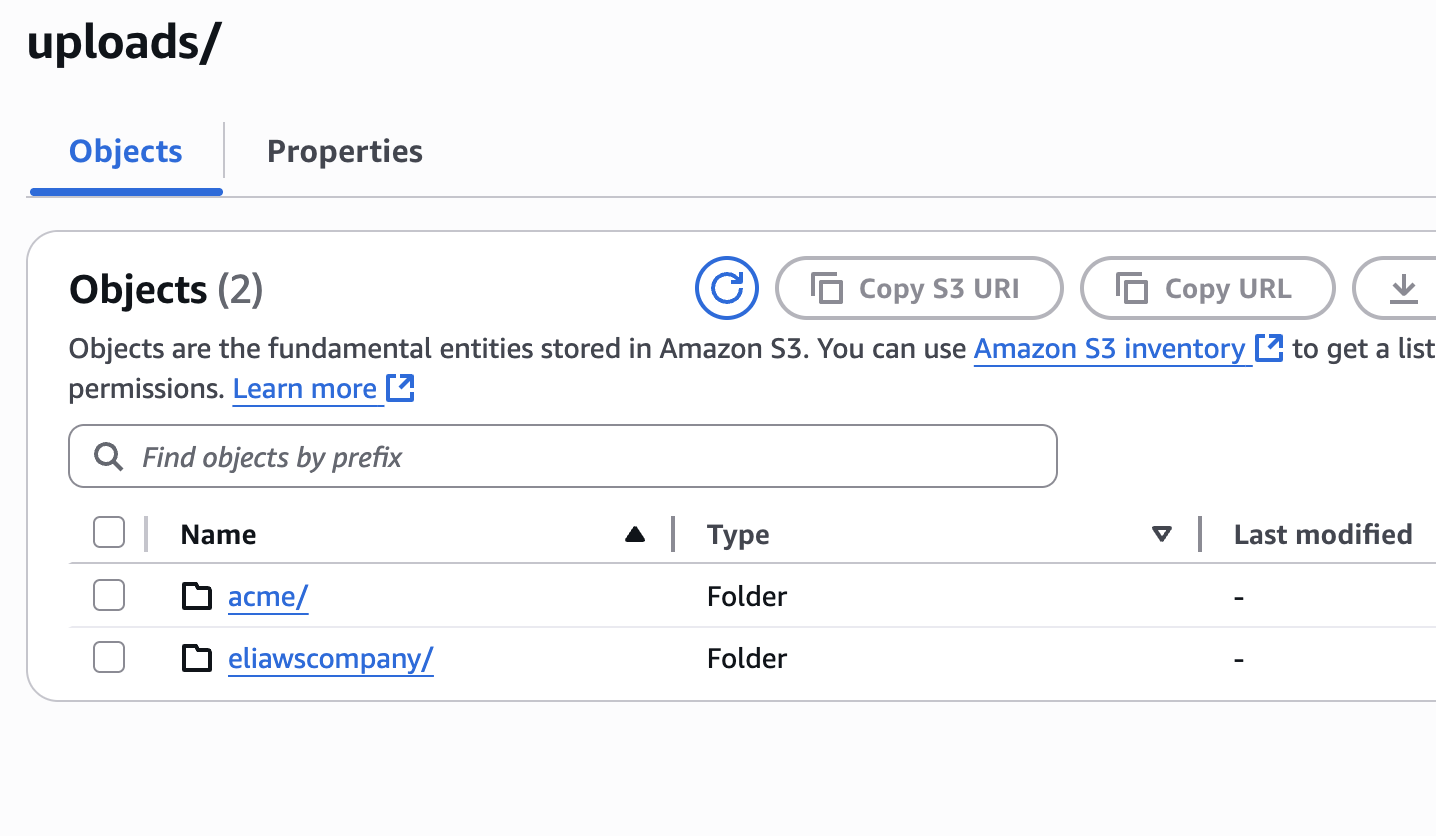 uploads/
Objects Properties
Objects (2) Copy S3 URI Copy URL
Objects are the fundamental entities stored in Amazon S3. You can use Amazon S3 inventory to get a list
permissions. Learn more
Find objects by prefix
Name Type Last modified
acme/ Folder -
eliawscompany/ Folder -